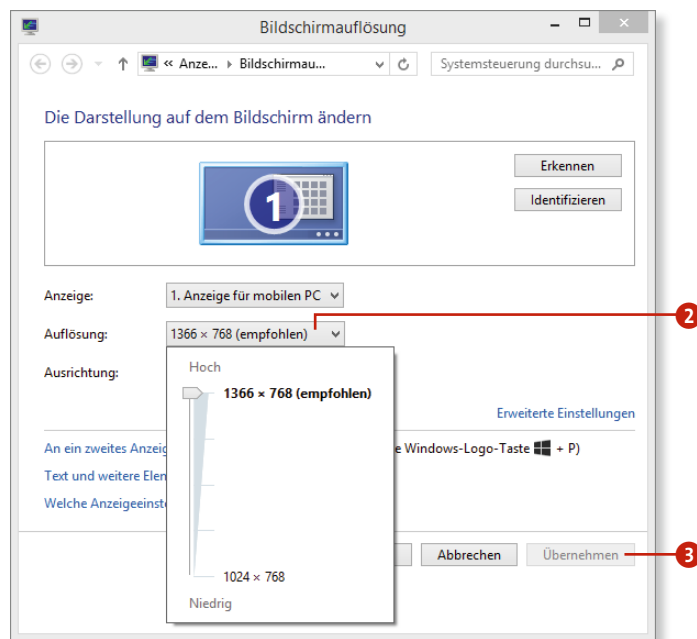 Bildschirmauflösung
« Anze... Bildschirmau...
Systemsteuerung durchsu...
Die Darstellung auf dem Bildschirm ändern
1
Erkennen
Identifizieren
Anzeige: 1. Anzeige für mobilen PC
Auflösung: 1366 × 768 (empfohlen)
2
Ausrichtung:
Hoch
1366 × 768 (empfohlen)
Erweiterte Einstellungen
An ein zweites Anzeig
e Windows-Logo-Taste + P)
Text und weitere Elen
Welche Anzeigeeinst
Abbrechen Übernehmen
3
1024 × 768
Niedrig